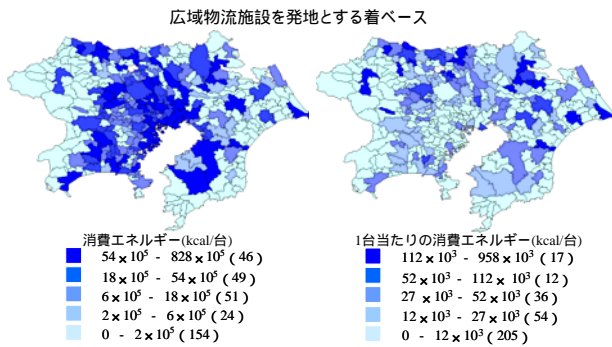 広域物流施設を発地とする着ベース
消費エネルギー(kcal/台)
54×10⁵ - 828×10⁵ (46)
18×10⁵ - 54×10⁵ (49)
6×10⁵ - 18×10⁵ (51)
2×10⁵ - 6×10⁵ (24)
0 - 2×10⁵ (154)
1台当たりの消費エネルギー(kcal/台)
112×10³ - 958×10³ (17)
52×10³ - 112×10³ (12)
27×10³ - 52×10³ (36)
12×10³ - 27×10³ (54)
0 - 12×10³ (205)